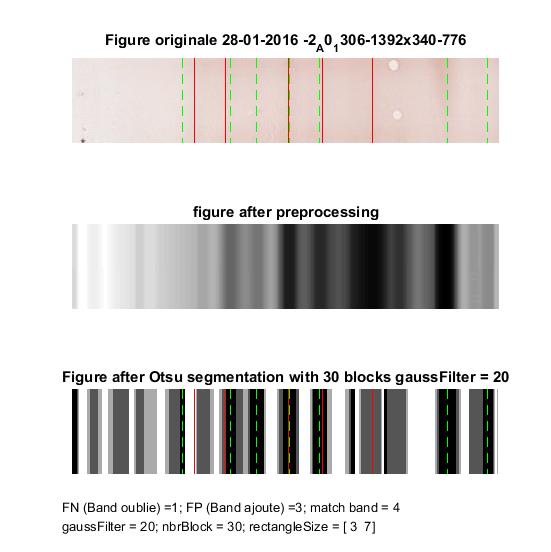 Figure originale 28-01-2016 -2A01306-1392x340-776
figure after preprocessing
Figure after Otsu segmentation with 30 blocks gaussFilter = 20
FN (Band oublie) =1; FP (Band ajoute) =3; match band = 4
gaussFilter = 20; nbrBlock = 30; rectangleSize = [ 3  7]